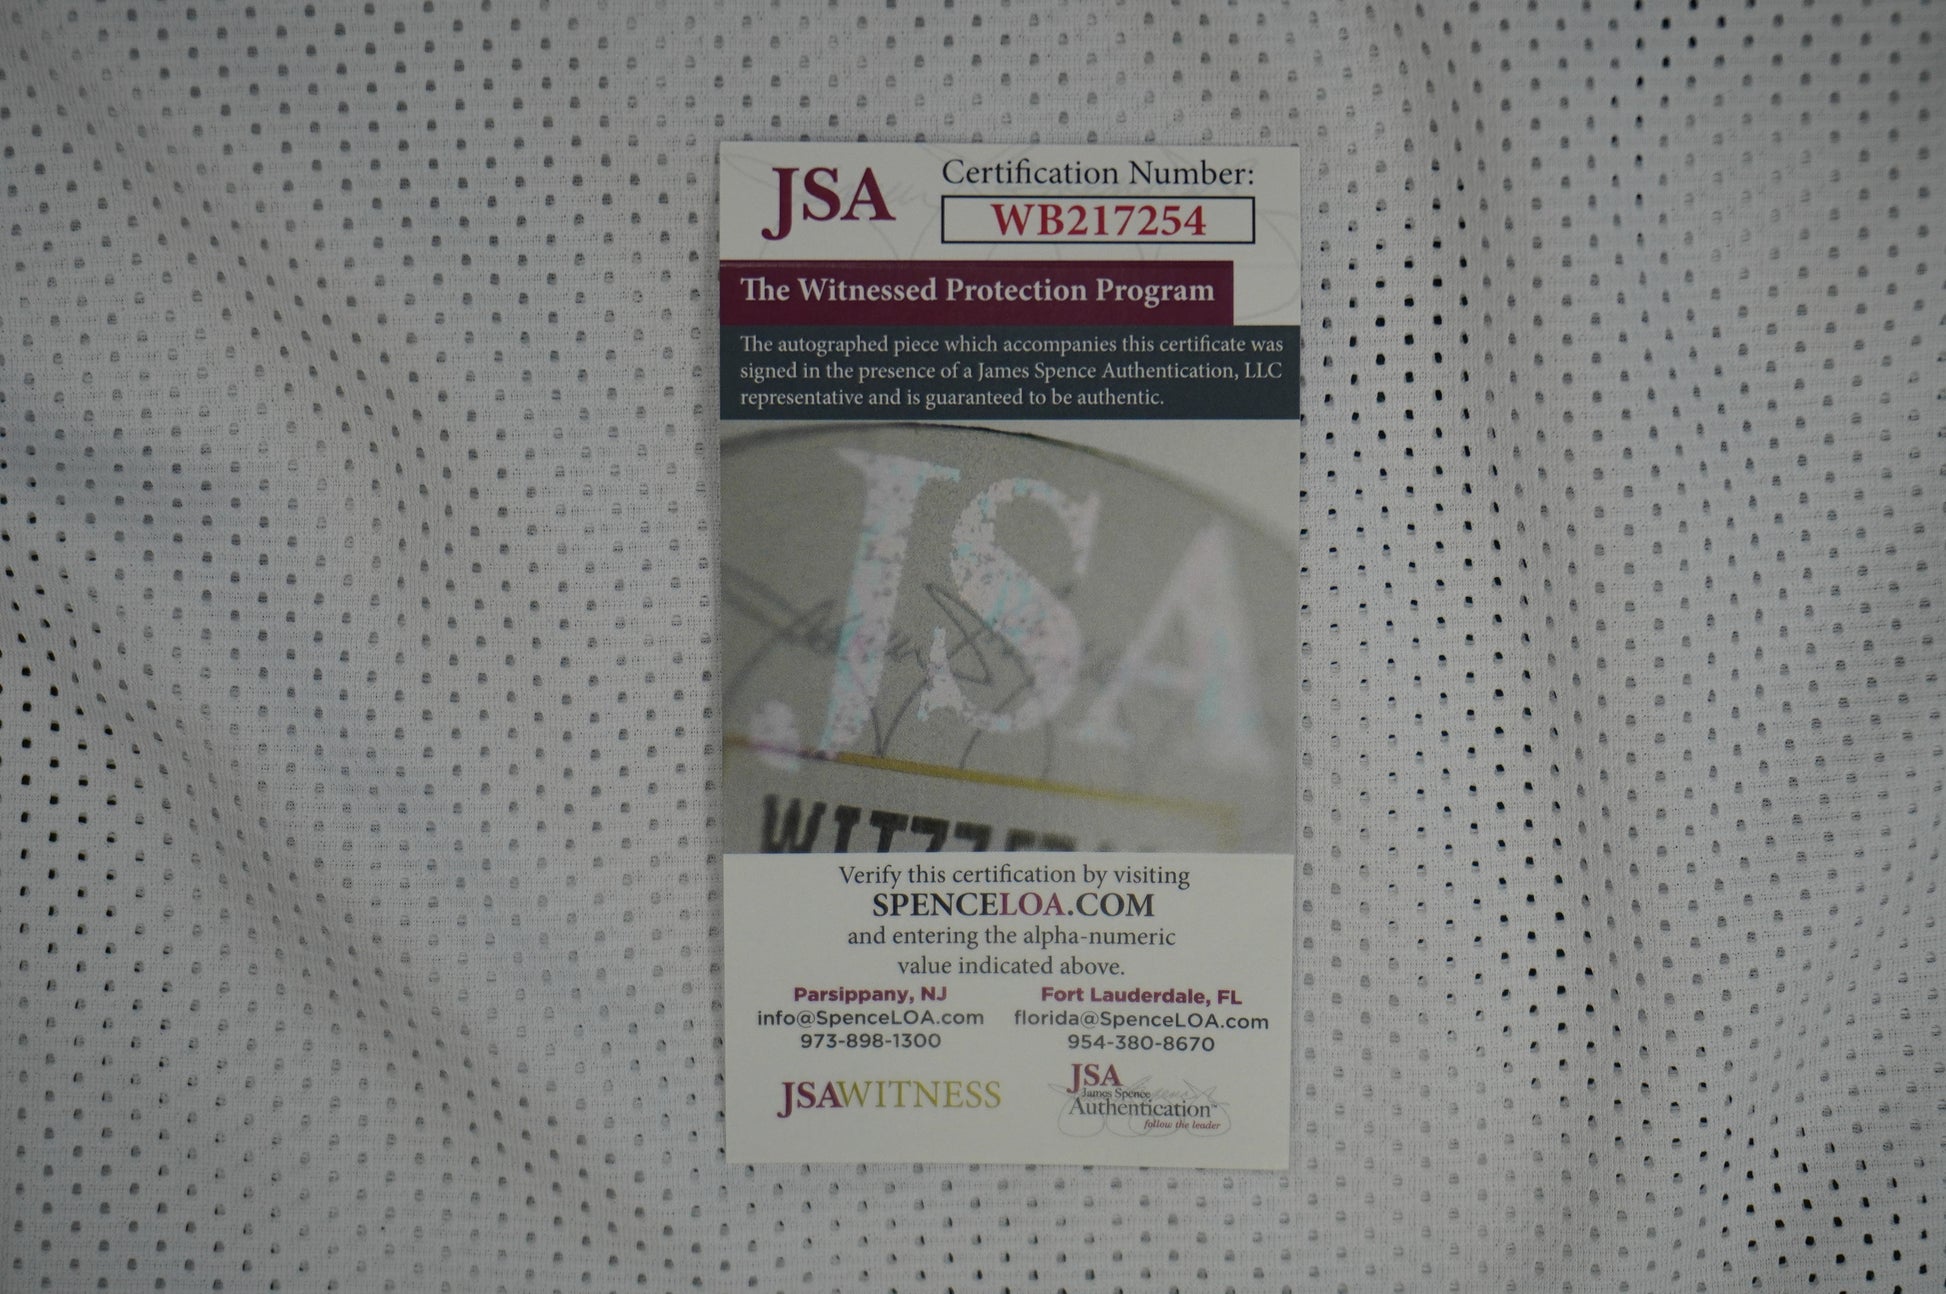 JSA
Certification Number:
WB217254
The Witnessed Protection Program
The autographed piece which accompanies this certificate was
signed in the presence of a James Spence Authentication, LLC
representative and is guaranteed to be authentic.
JSA
Verify this certification by visiting
SPENCELOA.COM
and entering the alpha-numeric
value indicated above.
Parsippany, NJ
info@SpenceLOA.com
973-898-1300
Fort Lauderdale, FL
florida@SpenceLOA.com
954-380-8670
JSAWITNESS
JSA
James Spence
Authentication™
follow the leader